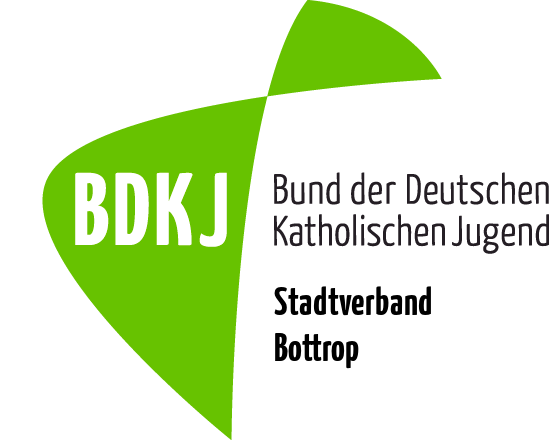 BDKJ
Bund der Deutschen
Katholischen Jugend
Stadtverband
Bottrop